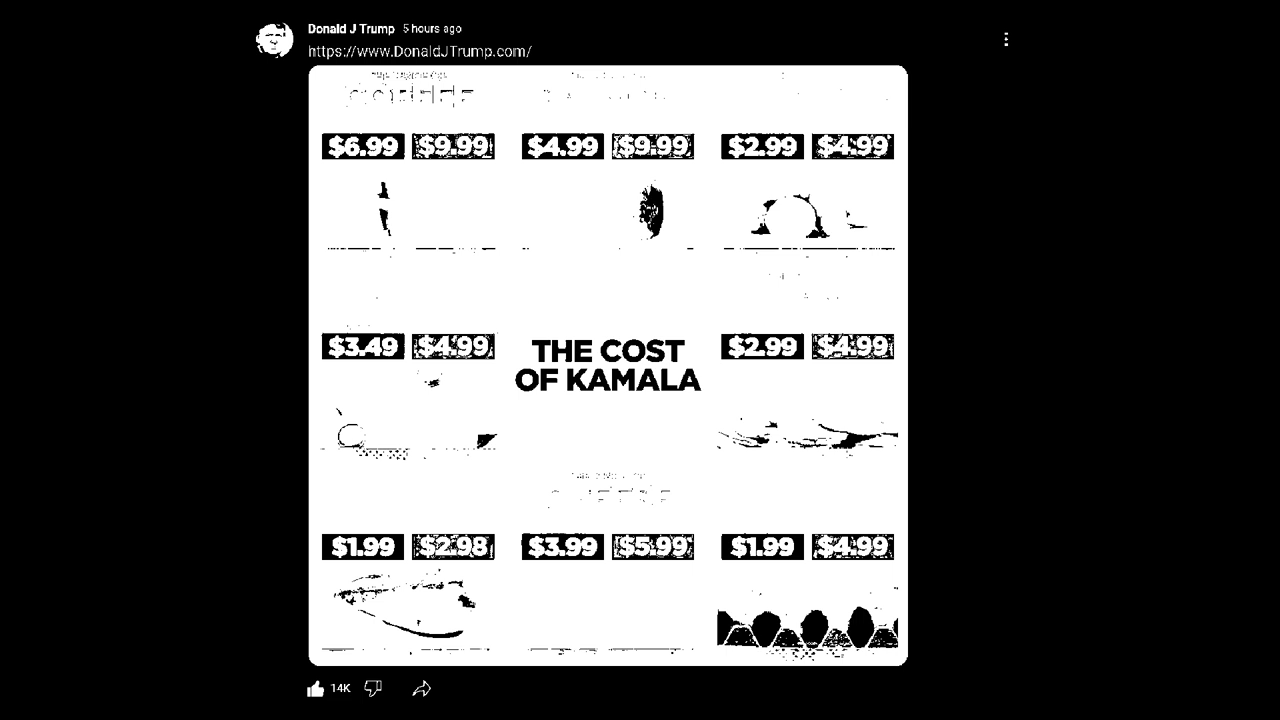 Donald J Trump 5 hours ago
https://www.DonaldJTrump.com/
$6.99 $9.99 $4.99 $9.99 $2.99 $4.99
$3.49 $4.99 $2.99 $4.99
THE COST
OF KAMALA
$1.99 $2.98 $3.99 $5.99 $1.99 $4.99
14K